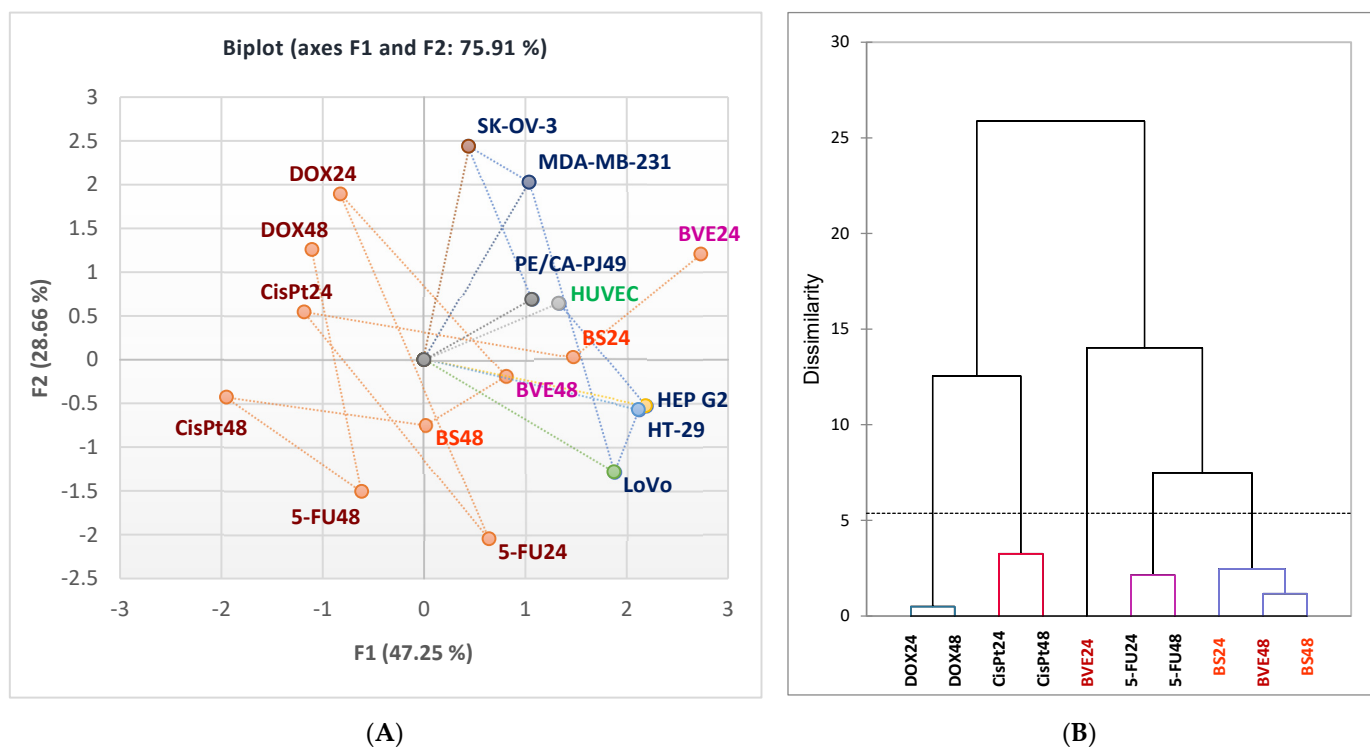 Biplot (axes F1 and F2: 75.91 %)
3
2.5
2
1.5
1
0.5
0
-0.5
-1
-1.5
-2
-2.5
-3
-2
-1
0
1
2
3
F2 (28.66 %)
F1 (47.25 %)
SK-OV-3
MDA-MB-231
DOX24
DOX48
BVE24
PE/CA-PJ49
CisPt24
HUVEC
BS24
BVE48
HEP G2
CisPt48
BS48
HT-29
LoVo
5-FU48
5-FU24
(A)
30
25
20
15
10
5
0
Dissimilarity
DOX24
DOX48
CisPt24
CisPt48
BVE24
5-FU24
5-FU48
BS24
BVE48
BS48
(B)